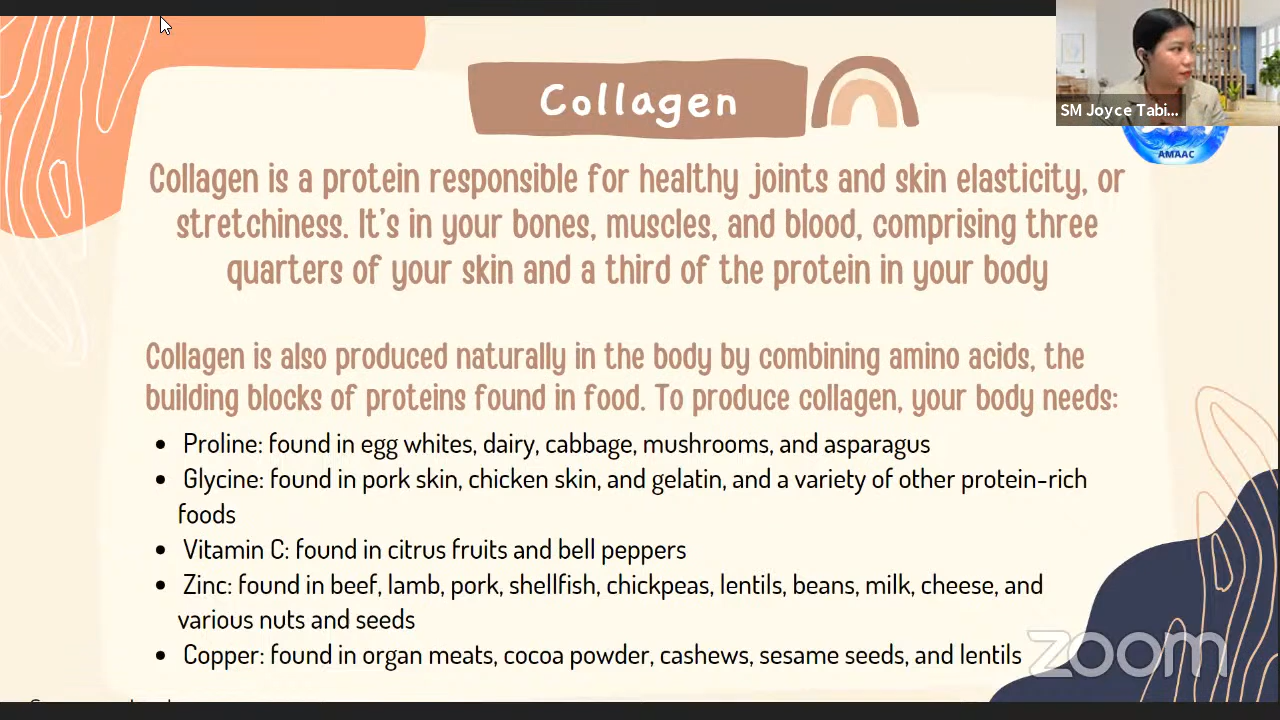 Collagen
SM Joyce Tabi...
AMAAC
Collagen is a protein responsible for healthy joints and skin elasticity, or
stretchiness. It's in your bones, muscles, and blood, comprising three
quarters of your skin and a third of the protein in your body
Collagen is also produced naturally in the body by combining amino acids, the
building blocks of proteins found in food. To produce collagen, your body needs:
• Proline: found in egg whites, dairy, cabbage, mushrooms, and asparagus
• Glycine: found in pork skin, chicken skin, and gelatin, and a variety of other protein-rich
foods
• Vitamin C: found in citrus fruits and bell peppers
• Zinc: found in beef, lamb, pork, shellfish, chickpeas, lentils, beans, milk, cheese, and
various nuts and seeds
• Copper: found in organ meats, cocoa powder, cashews, sesame seeds, and lentils
zoom